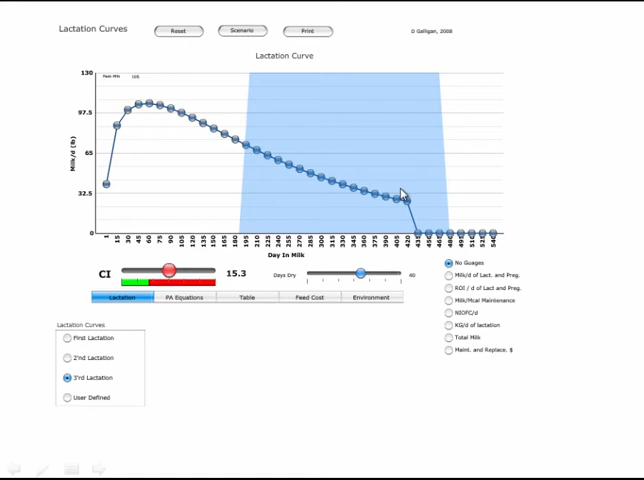 Lactation Curves
Reset
Scenario
Print
D Galligan, 2008
Lactation Curve
Peak Milk 105
130
97.5
65
32.5
0
Milk/d (lb)
1 15 30 45 60 75 90 105 120 135 150 165 180 195 210 225 240 255 270 285 300 315 330 345 360 375 390 405 420 435 450 465 480 495 510 525 540
Day In Milk
CI
15.3
Days Dry
40
Lactation
PA Equations
Table
Feed Cost
Environment
No Guages
Milk/d of Lact. and Preg.
ROI / d of Lact and Preg.
Milk/Mcal Maintenance
NIOFC/d
KG/d of lactation
Total Milk
Maint. and Replace. $
Lactation Curves
First Lactation
2'nd Lactation
3'rd Lactation
User Defined